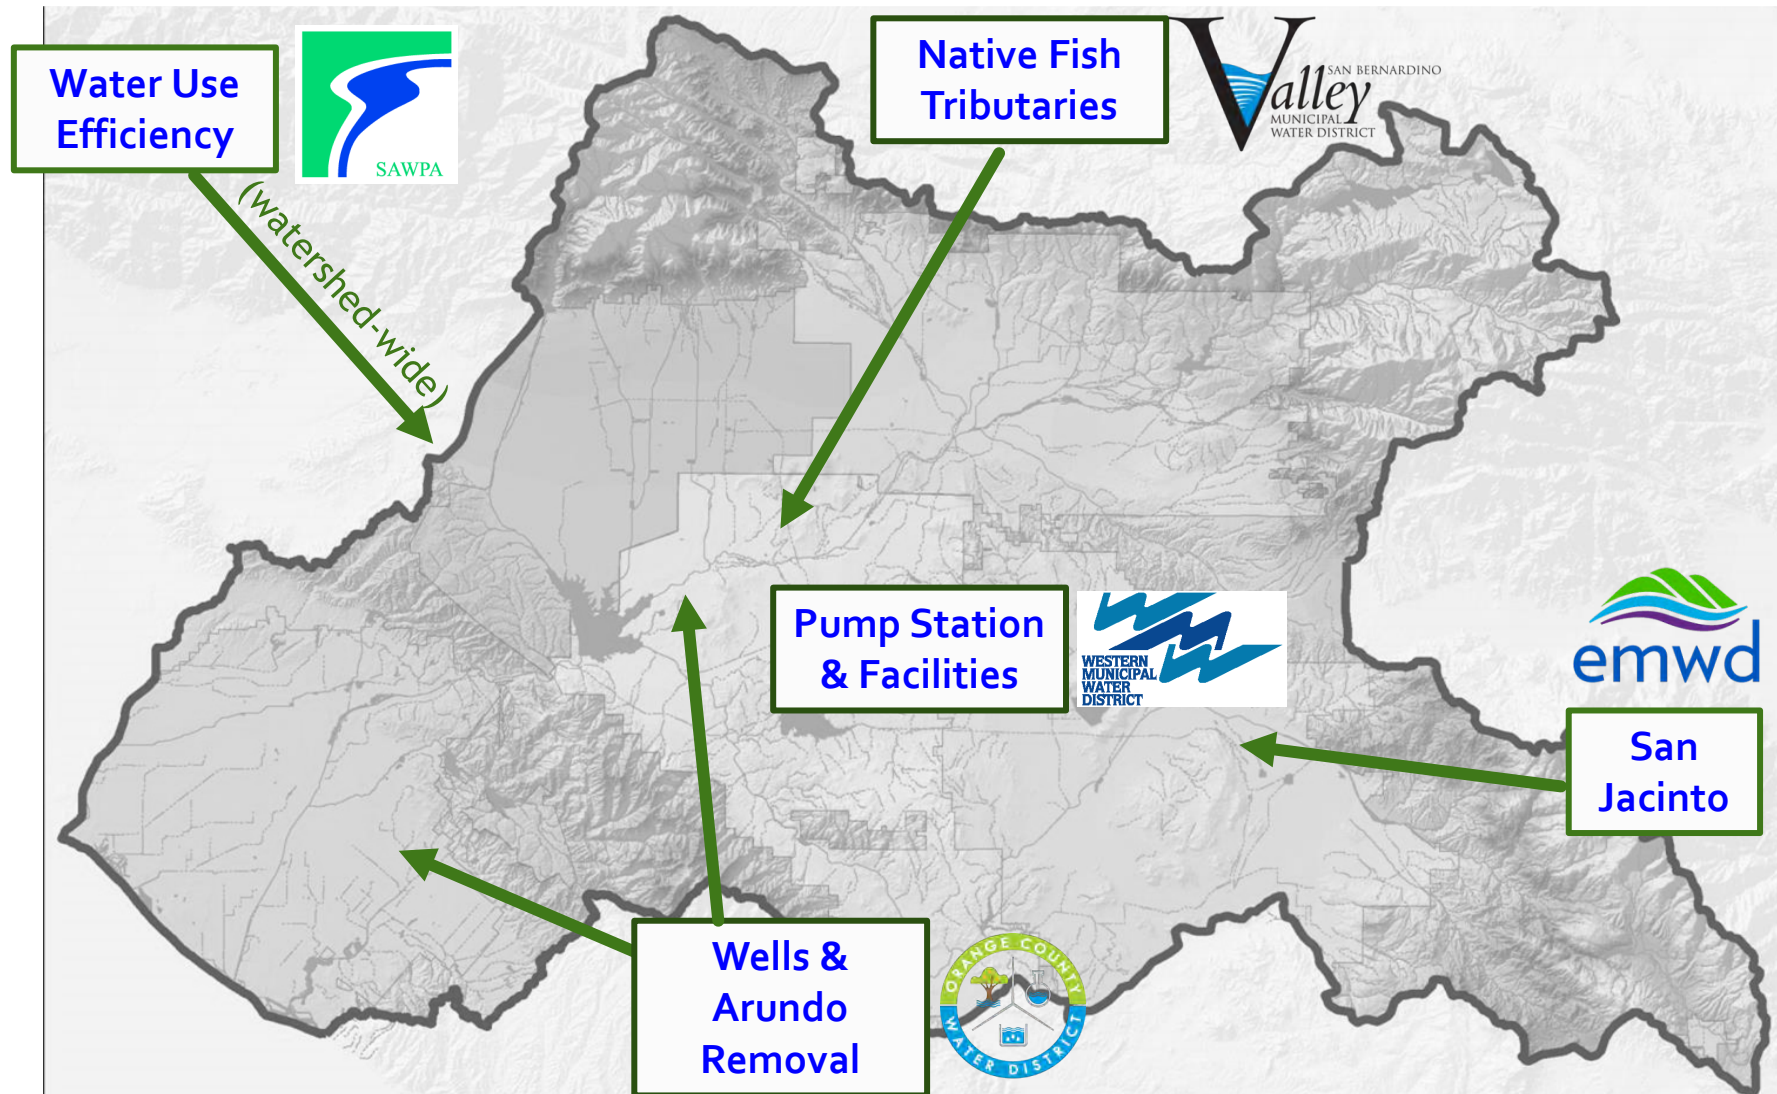 Water Use
Efficiency
SAWPA
(watershed-wide)
Native Fish
Tributaries
Valley
SAN BERNARDINO
MUNICIPAL
WATER DISTRICT
Pump Station
& Facilities
WESTERN
MUNICIPAL
WATER
DISTRICT
emwd
San
Jacinto
Wells &
Arundo
Removal
ORANGE COUNTY
WATER DISTRICT